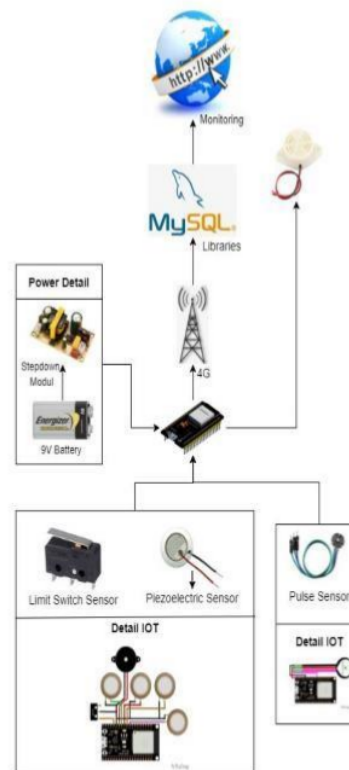 http://www
Monitoring
MySQL
Libraries
Power Detail
Stepdown
Modul
Energizer
9V Battery
4G
Limit Switch Sensor
Piezoelectric Sensor
Pulse Sensor
Detail IOT
Detail IOT